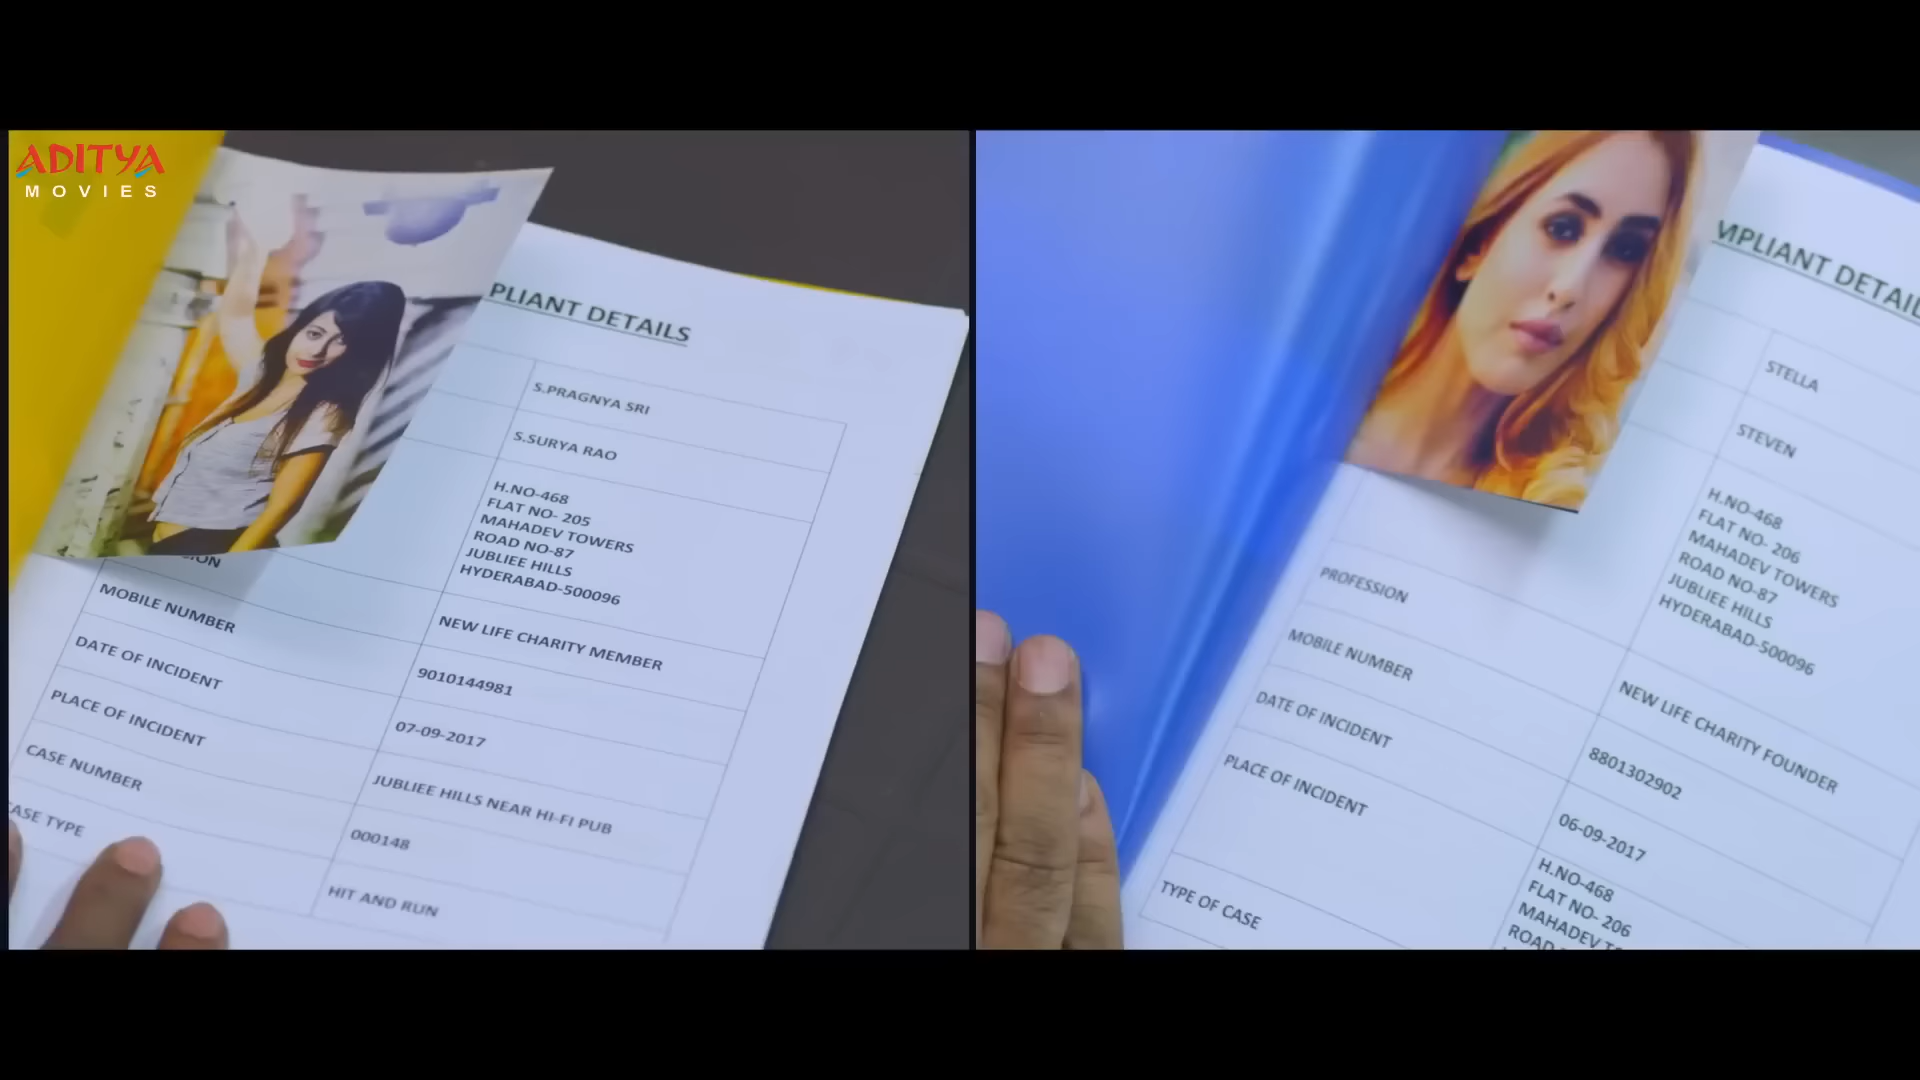 ADITYA
MOVIES
PLIANT DETAILS
S.PRAGNYA SRI
S.SURYA RAO
H.NO-468
FLAT NO- 205
MAHADEV TOWERS
ROAD NO-87
JUBLIEE HILLS
HYDERABAD-500096
SION
NEW LIFE CHARITY MEMBER
MOBILE NUMBER
9010144981
DATE OF INCIDENT
07-09-2017
PLACE OF INCIDENT
JUBLIEE HILLS NEAR HI-FI PUB
CASE NUMBER
000148
ASE TYPE
HIT AND RUN
MPLIANT DETAIL
STELLA
STEVEN
H.NO-468
FLAT NO- 206
MAHADEV TOWERS
ROAD NO-87
JUBLIEE HILLS
HYDERABAD-500096
PROFESSION
NEW LIFE CHARITY FOUNDER
MOBILE NUMBER
8801302902
DATE OF INCIDENT
06-09-2017
PLACE OF INCIDENT
H.NO-468
FLAT NO- 206
MAHADEV TO
ROAD
TYPE OF CASE